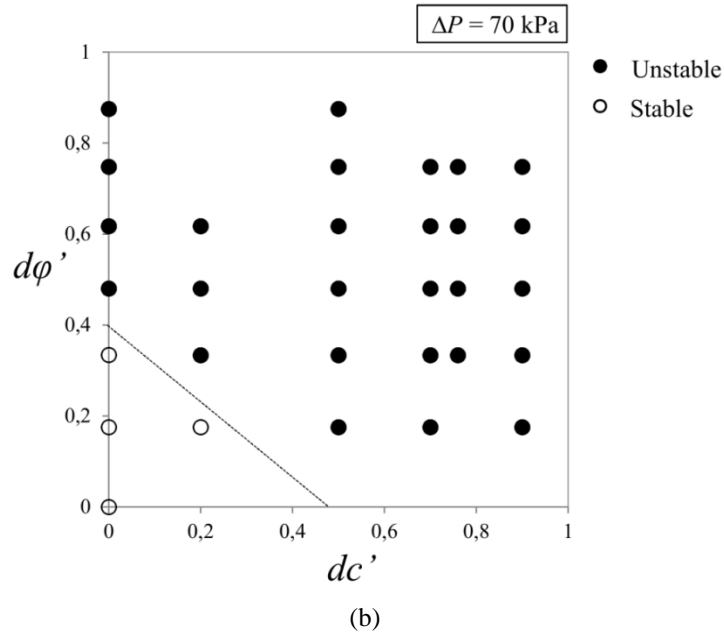 ΔP = 70 kPa
Unstable
Stable
1
0,8
0,6
dφ’
0,4
0,2
0
0 0,2 0,4 0,6 0,8 1
dc’
(b)